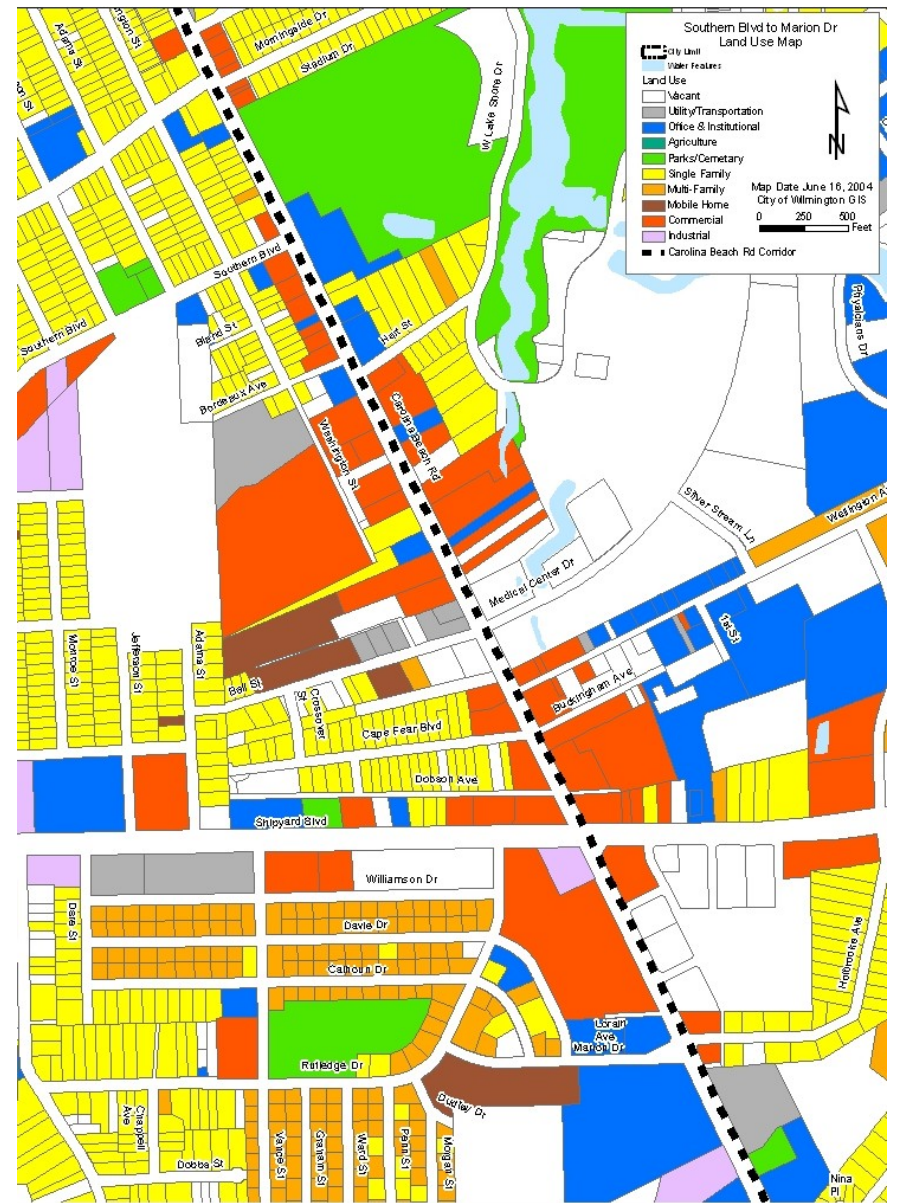 Southern Blvd to Marion Dr
Land Use Map
City Limit
Water Features
Land Use
Vacant
Utility/Transportation
Office & Institutional
Agriculture
Parks/Cemetary
Single Family
Multi-Family
Mobile Home
Commercial
Industrial
Carolina Beach Rd Corridor
N
Map Date June 16, 2004
City of Wilmington GIS
0 250 500
Feet
Adams St
Morningside Dr
Stadium Dr
W Lake Shore Dr
Southern Blvd
Southern Blvd
Bland St
Hart St
Bordeaux Ave
Physicians Dr
Washington St
Carolina Beach Rd
Silver Stream Ln
Wellington A
Medical Center Dr
1st St
Monroe St
Jefferson St
Adams St
Bell St
Crossover
St
Buckingham Ave
Cape Fear Blvd
Dobson Ave
Shipyard Blvd
Williamson Dr
Dare St
Davie Dr
Calhoun Dr
Holbrooke Ave
Lorain
Ave
Marion Dr
Rutledge Dr
Dudley Dr
Chappell
Ave
Vance St
Graham St
Ward St
Penn St
Morgan St
Dobbs St
Nina
Pl